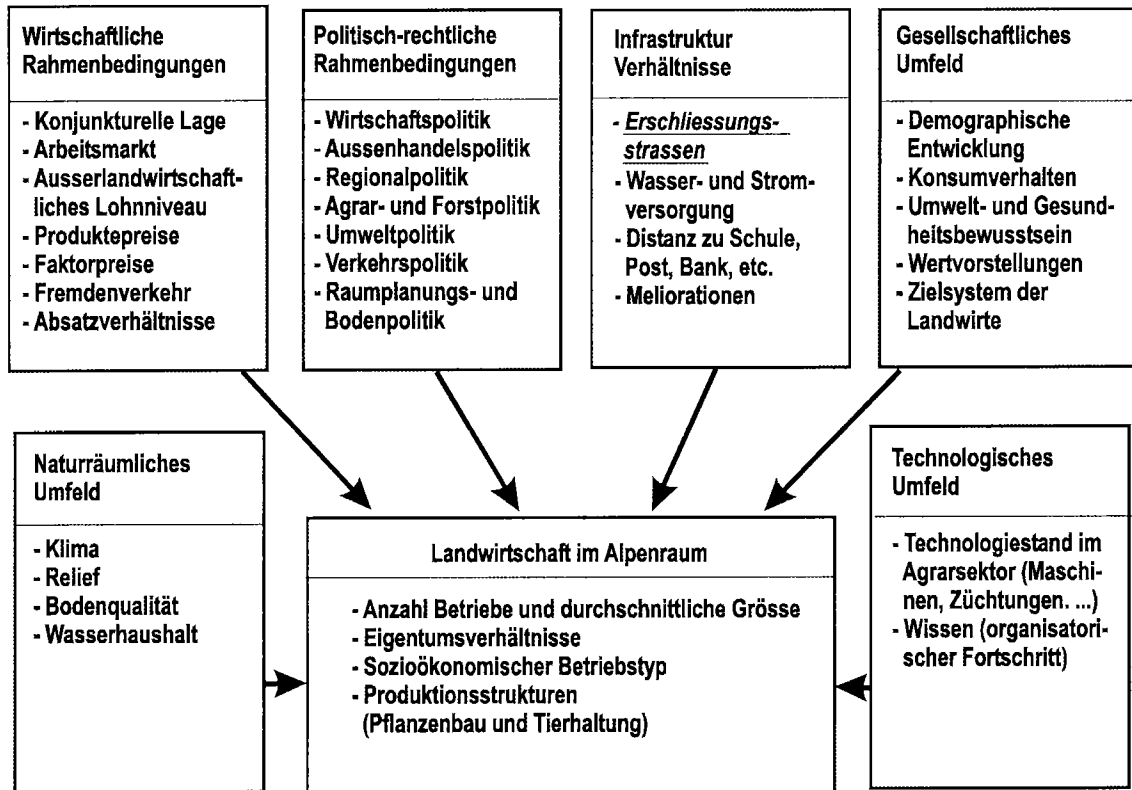 Wirtschaftliche
Rahmenbedingungen
- Konjunkturelle Lage
- Arbeitsmarkt
- Ausserlandwirtschaft-
liches Lohnniveau
- Produktepreise
- Faktorpreise
- Fremdenverkehr
- Absatzverhältnisse
Politisch-rechtliche
Rahmenbedingungen
- Wirtschaftspolitik
- Aussenhandelspolitik
- Regionalpolitik
- Agrar- und Forstpolitik
- Umweltpolitik
- Verkehrspolitik
- Raumplanungs- und
Bodenpolitik
Infrastruktur
Verhältnisse
- Erschliessungs-
strassen
- Wasser- und Strom-
versorgung
- Distanz zu Schule,
Post, Bank, etc.
- Meliorationen
Gesellschaftliches
Umfeld
- Demographische
Entwicklung
- Konsumverhalten
- Umwelt- und Gesund-
heitsbewusstsein
- Wertvorstellungen
- Zielsystem der
Landwirte
Naturräumliches
Umfeld
- Klima
- Relief
- Bodenqualität
- Wasserhaushalt
Landwirtschaft im Alpenraum
- Anzahl Betriebe und durchschnittliche Grösse
- Eigentumsverhältnisse
- Sozioökonomischer Betriebstyp
- Produktionsstrukturen
(Pflanzenbau und Tierhaltung)
Technologisches
Umfeld
- Technologiestand im
Agrarsektor (Maschi-
nen, Züchtungen. ...)
- Wissen (organisatori-
scher Fortschritt)